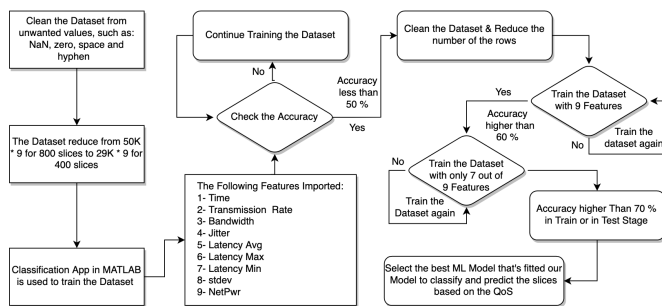 Clean the Dataset from
unwanted values, such as:
NaN, zero, space and
hyphen
The Dataset reduce from 50K
* 9 for 800 slices to 29K * 9 for
400 slices
Classification App in MATLAB
is used to train the Dataset
Continue Training the Dataset
No
Check the Accuracy
Accuracy
less than
50 %
Yes
The Following Features Imported:
1- Time
2- Transmission Rate
3- Bandwidth
4- Jitter
5- Latency Avg
6- Latency Max
7- Latency Min
8- stdev
9- NetPwr
Clean the Dataset & Reduce the
number of the rows
Train the Dataset
with 9 Features
Yes
Accuracy
higher than
60 %
No
Train the
dataset again
Train the Dataset
with only 7 out of
9 Features
No
Train the
Dataset again
Accuracy higher Than 70 %
in Train or in Test Stage
Select the best ML Model that's fitted our
Model to classify and predict the slices
based on the QoS